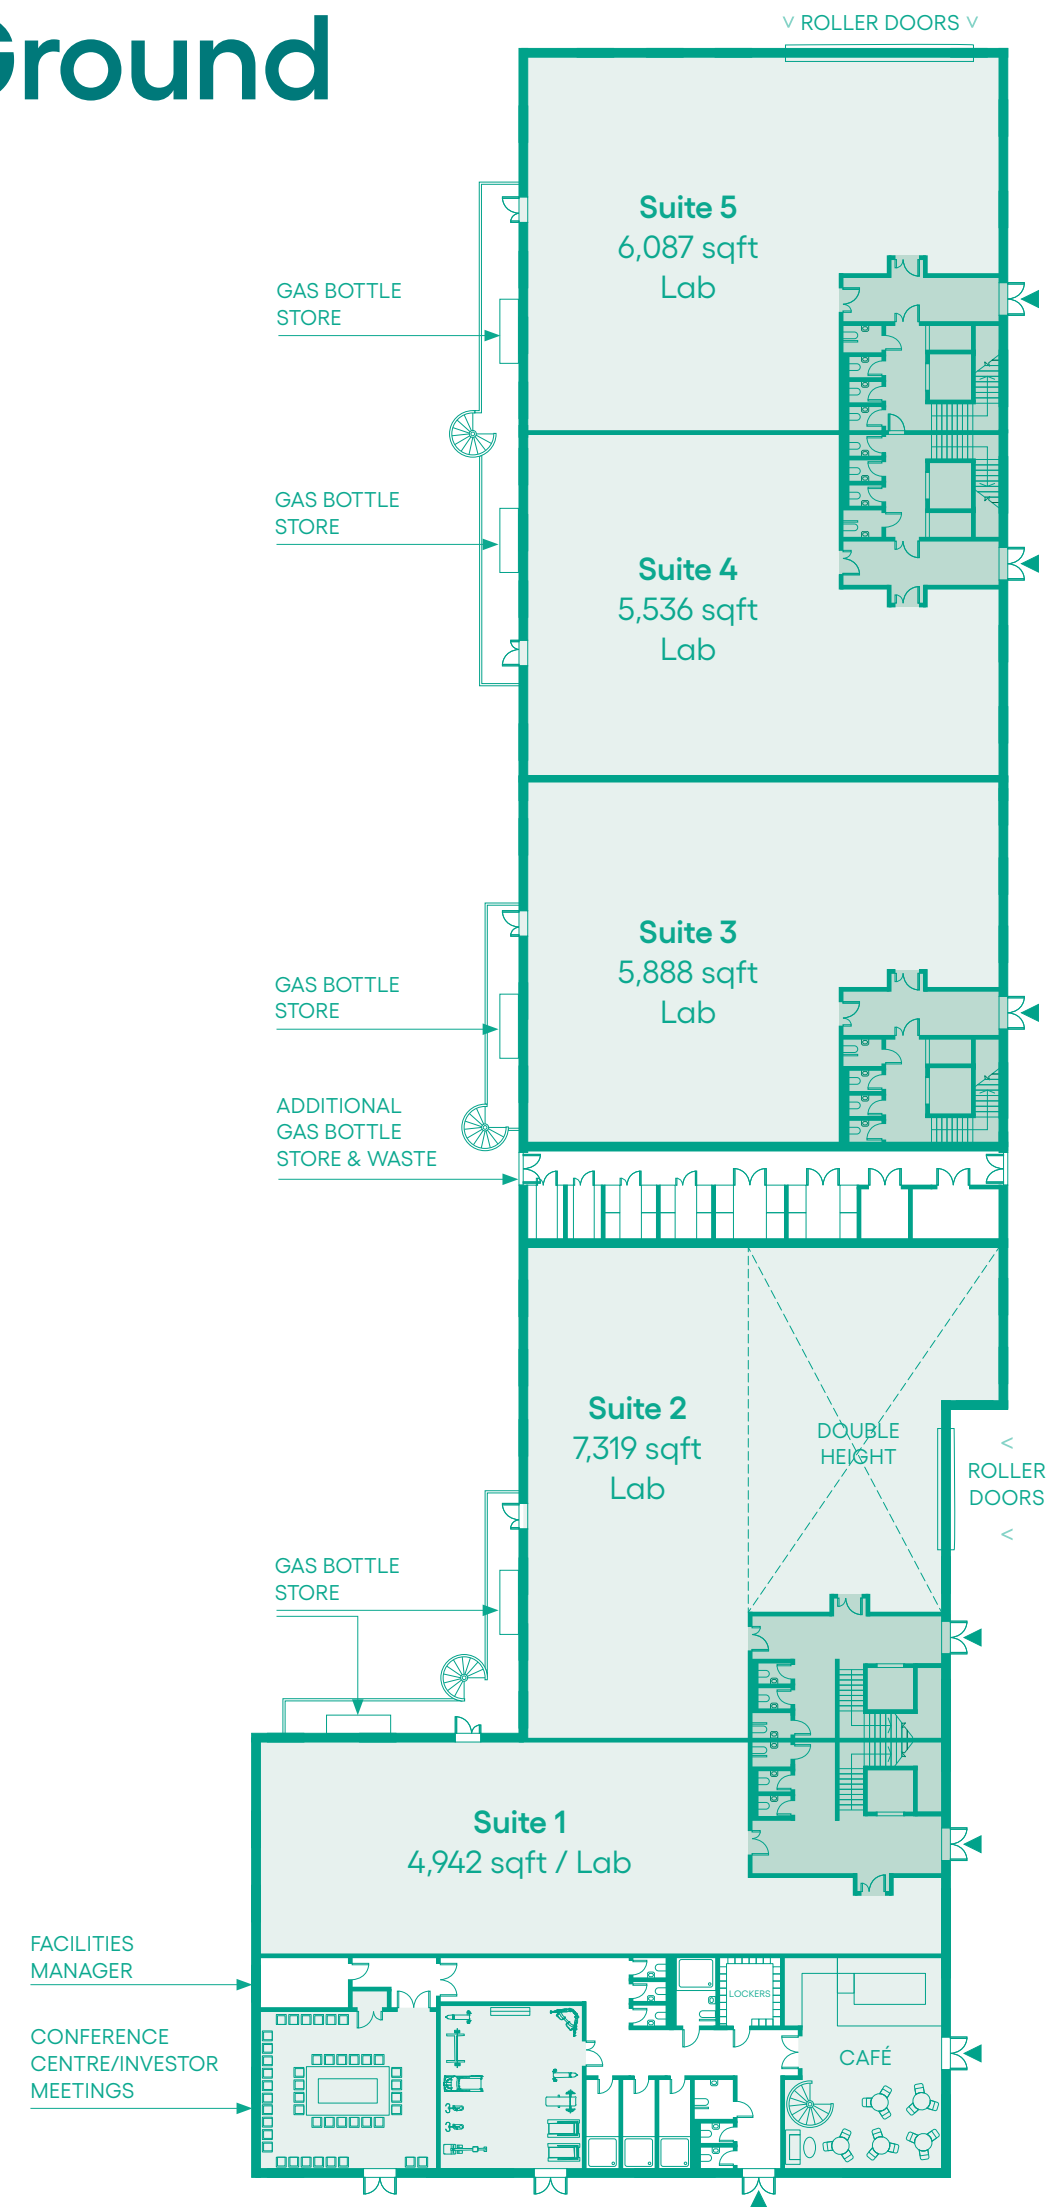 Ground
˅ ROLLER DOORS ˅
Suite 5
6,087 sqft
Lab
GAS BOTTLE
STORE
GAS BOTTLE
STORE
Suite 4
5,536 sqft
Lab
Suite 3
5,888 sqft
Lab
GAS BOTTLE
STORE
ADDITIONAL
GAS BOTTLE
STORE & WASTE
Suite 2
7,319 sqft
Lab
DOUBLE
HEIGHT
<
ROLLER
DOORS
<
GAS BOTTLE
STORE
Suite 1
4,942 sqft / Lab
FACILITIES
MANAGER
LOCKERS
CONFERENCE
CENTRE/INVESTOR
MEETINGS
CAFÉ